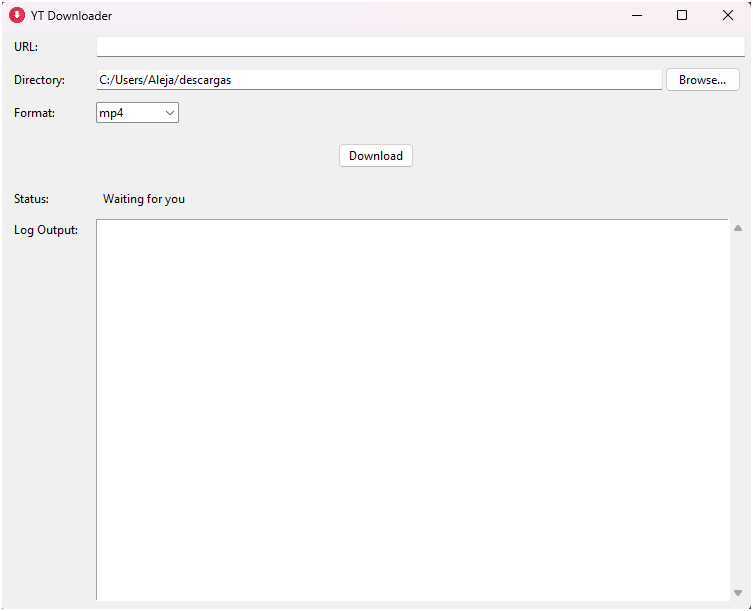 YT Downloader
URL:
Directory: C:/Users/Aleja/descargas Browse...
Format: mp4
Download
Status: Waiting for you
Log Output: